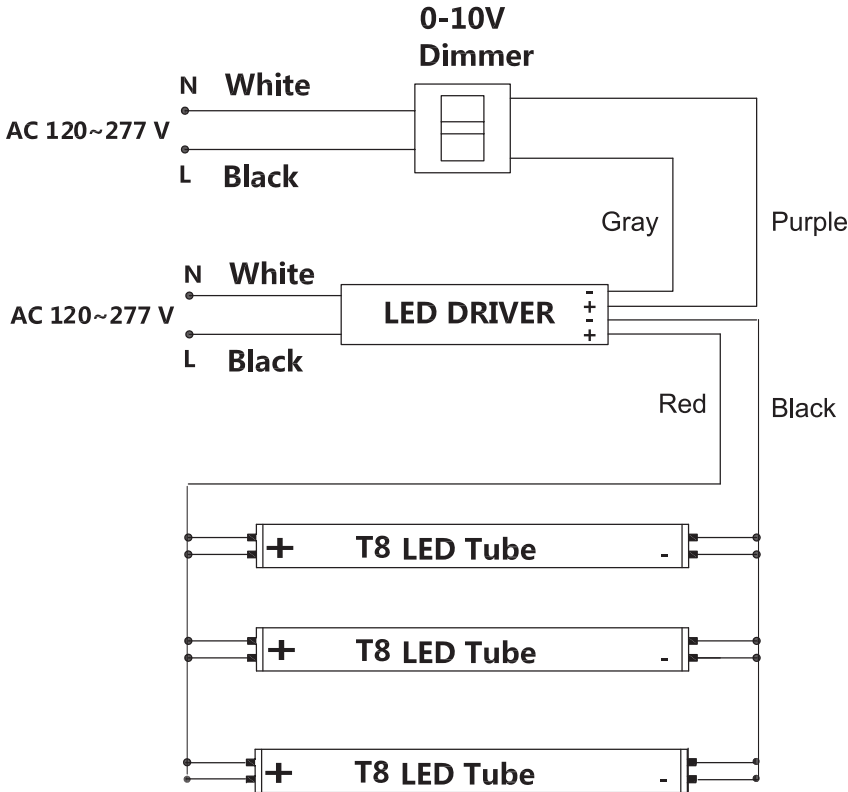 0-10V
Dimmer
N White
AC 120~277 V
L Black
Gray
Purple
N White
AC 120~277 V
LED DRIVER
-
+
-
+
L Black
Red
Black
+ T8 LED Tube -
+ T8 LED Tube -
+ T8 LED Tube -